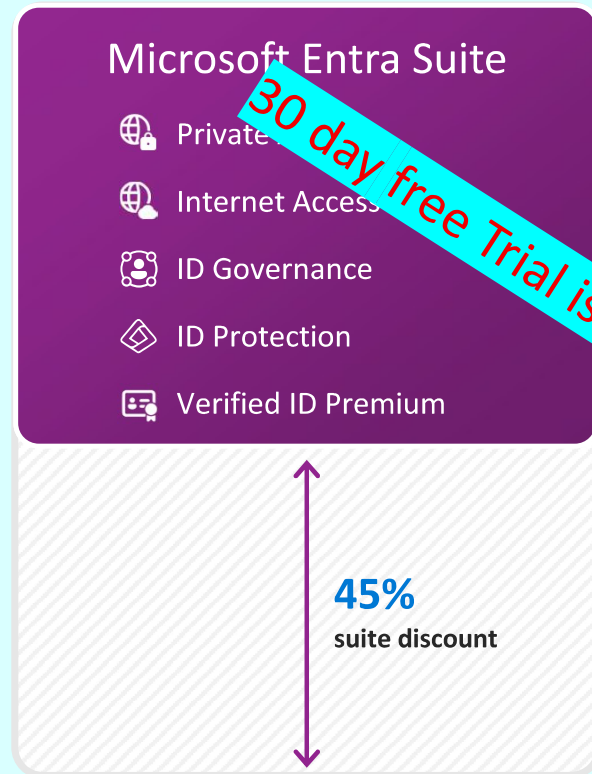 Microsoft Entra Suite
Private
30 day free Trial is
Internet Access
ID Governance
ID Protection
Verified ID Premium
45%
suite discount